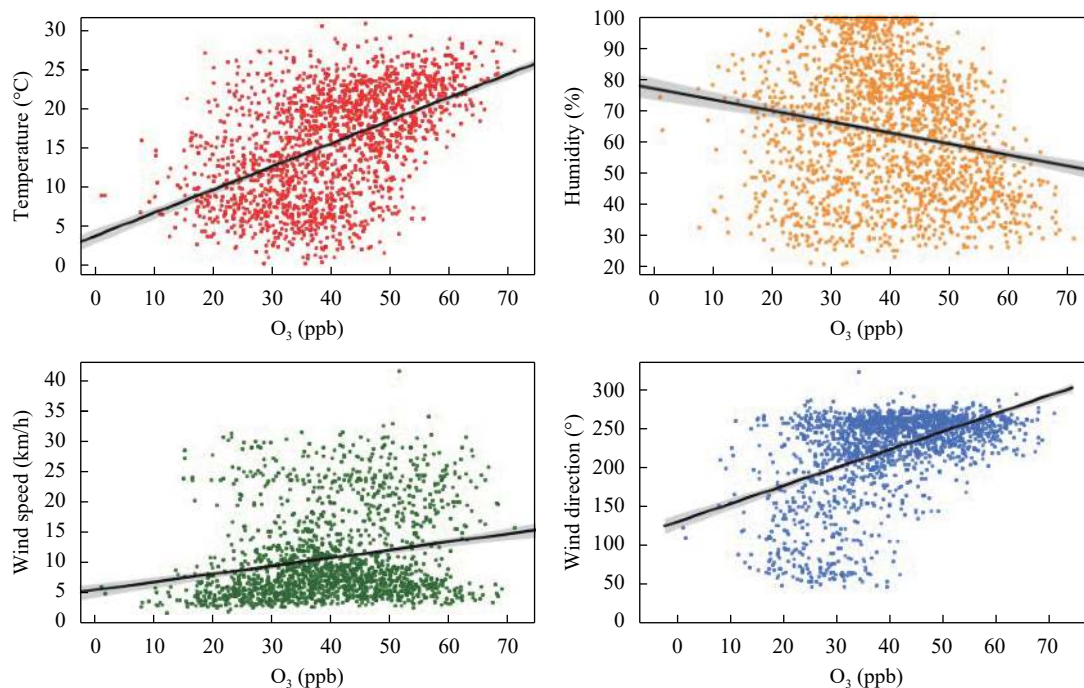 30
25
20
15
10
5
0
Temperature (°C)
0 10 20 30 40 50 60 70
O₃ (ppb)
100
90
80
70
60
50
40
30
20
Humidity (%)
0 10 20 30 40 50 60 70
O₃ (ppb)
40
35
30
25
20
15
10
5
0
Wind speed (km/h)
0 10 20 30 40 50 60 70
O₃ (ppb)
300
250
200
150
100
50
0
Wind direction (°)
0 10 20 30 40 50 60 70
O₃ (ppb)